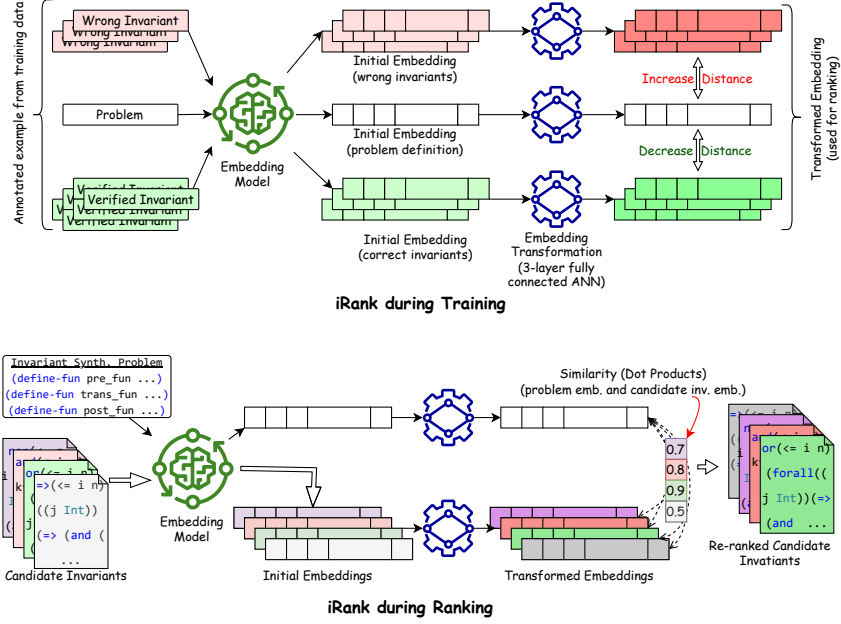 Annotated example from training data
Wrong Invariant
Wrong Invariant
Problem
Verified Invariant
Verified Invariant
Verified Invariant
Verified Invariant
Embedding
Model
Initial Embedding
(wrong invariants)
Initial Embedding
(problem definition)
Initial Embedding
(correct invariants)
Embedding
Transformation
(3-layer fully
connected ANN)
Increase Distance
Decrease Distance
Transformed Embedding
(used for ranking)
iRank during Training
Invariant Synth. Problem
(define-fun pre_fun ...)
(define-fun trans_fun ...)
(define-fun post_fun ...)
or(<= i n)
=>(<= i n
((j Int))
(=> (and (
...
Candidate Invariants
Embedding
Model
Initial Embeddings
Transformed Embeddings
Similarity (Dot Products)
(problem emb. and candidate inv. emb.)
0.7
0.8
0.9
0.5
=>(<= i n
or(<= i n)
(forall((
j Int))(=>
(and ...
Re-ranked Candidate
Invatiants
iRank during Ranking